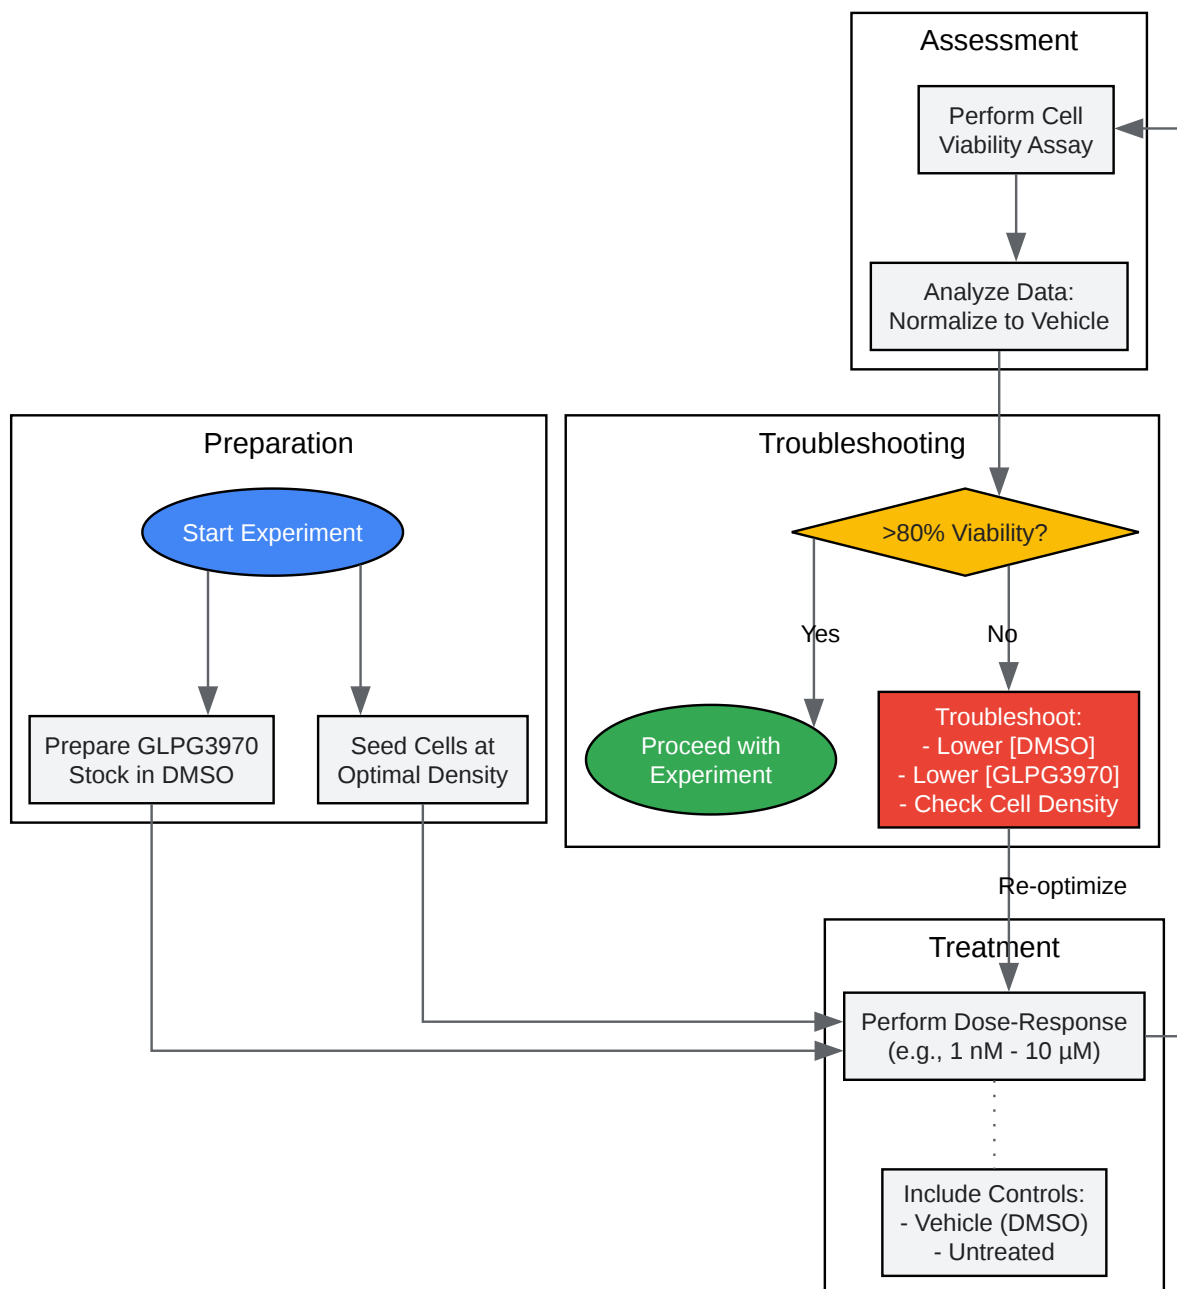 Assessment
Perform Cell
Viability Assay
Analyze Data:
Normalize to Vehicle
Preparation
Start Experiment
Prepare GLPG3970
Stock in DMSO
Seed Cells at
Optimal Density
Troubleshooting
>80% Viability?
Yes
No
Proceed with
Experiment
Troubleshoot:
- Lower [DMSO]
- Lower [GLPG3970]
- Check Cell Density
Re-optimize
Treatment
Perform Dose-Response
(e.g., 1 nM - 10 µM)
Include Controls:
- Vehicle (DMSO)
- Untreated